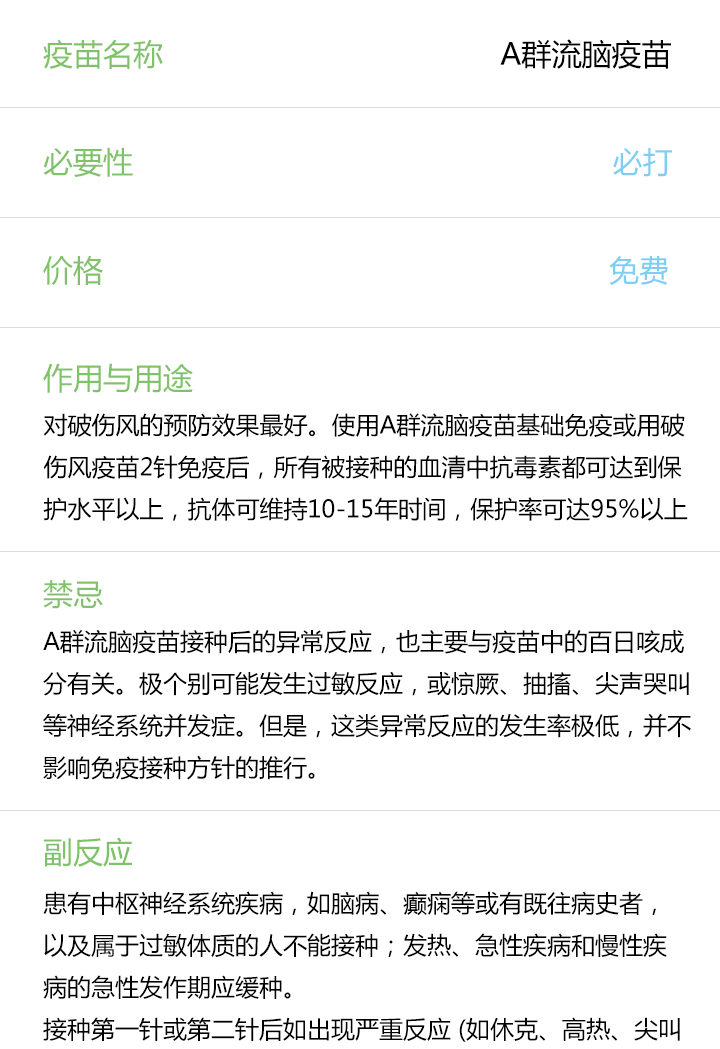 疫苗名称 A群流脑疫苗
必要性 必打
价格 免费
作用与用途
对破伤风的预防效果最好。使用A群流脑疫苗基础免疫或用破
伤风疫苗2针免疫后，所有被接种的血清中抗毒素都可达到保
护水平以上，抗体可维持10-15年时间，保护率可达95%以上
禁忌
A群流脑疫苗接种后的异常反应，也主要与疫苗中的百日咳成
分有关。极个别可能发生过敏反应，或惊厥、抽搐、尖声哭叫
等神经系统并发症。但是，这类异常反应的发生率极低，并不
影响免疫接种方针的推行。
副反应
患有中枢神经系统疾病，如脑病、癫痫等或有既往病史者，
以及属于过敏体质的人不能接种；发热、急性疾病和慢性疾
病的急性发作期应缓种。
接种第一针或第二针后如出现严重反应 (如休克、高热、尖叫